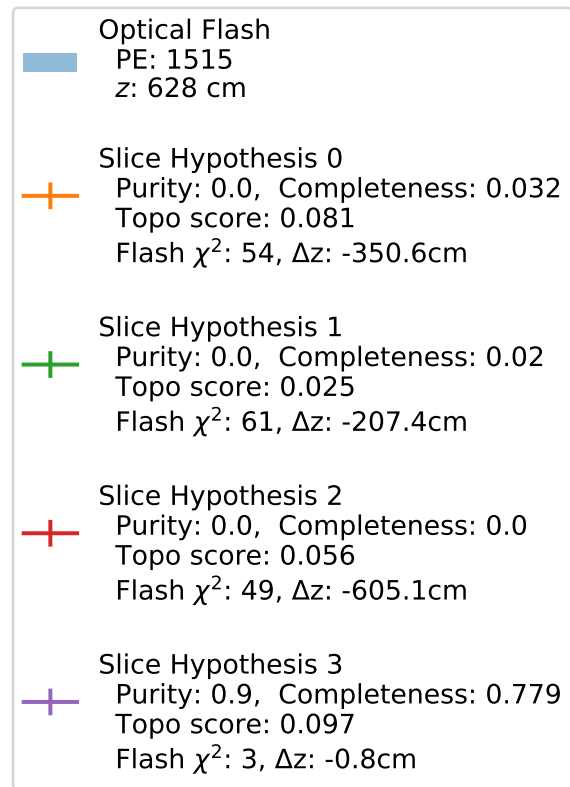 Optical Flash
PE: 1515
z: 628 cm
Slice Hypothesis 0
Purity: 0.0,  Completeness: 0.032
Topo score: 0.081
Flash χ²: 54, Δz: -350.6cm
Slice Hypothesis 1
Purity: 0.0,  Completeness: 0.02
Topo score: 0.025
Flash χ²: 61, Δz: -207.4cm
Slice Hypothesis 2
Purity: 0.0,  Completeness: 0.0
Topo score: 0.056
Flash χ²: 49, Δz: -605.1cm
Slice Hypothesis 3
Purity: 0.9,  Completeness: 0.779
Topo score: 0.097
Flash χ²: 3, Δz: -0.8cm